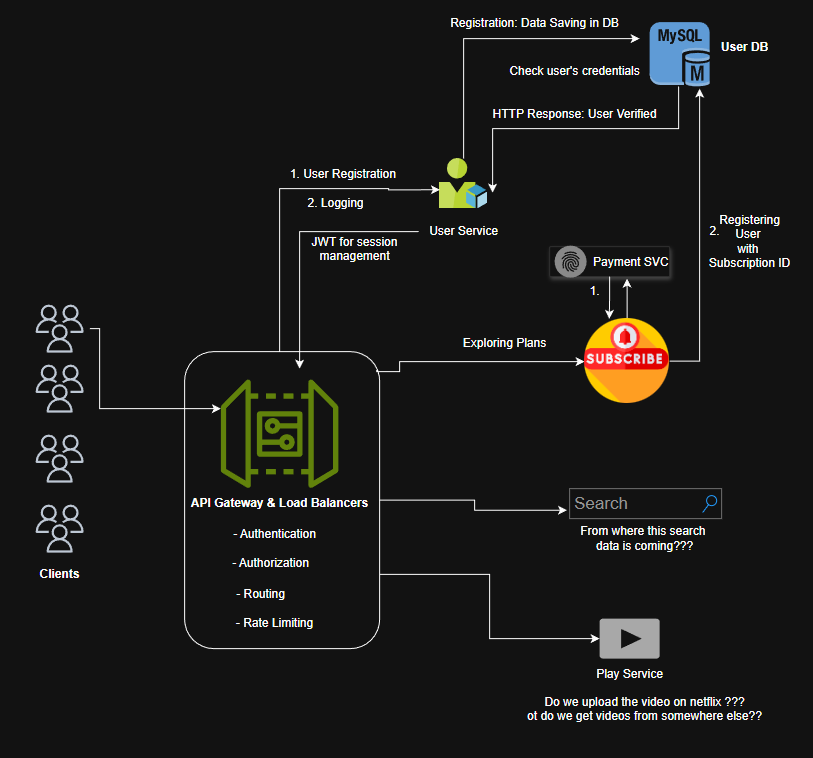 Registration: Data Saving in DB
MySQL
M
User DB
Check user's credentials
HTTP Response: User Verified
1. User Registration
2. Logging
User Service
JWT for session
management
Registering
2. User
with
Subscription ID
Payment SVC
1.
Exploring Plans
SUBSCRIBE
API Gateway & Load Balancers
- Authentication
- Authorization
- Routing
- Rate Limiting
Clients
Search
From where this search
data is coming???
Play Service
Do we upload the video on netflix ???
ot do we get videos from somewhere else??